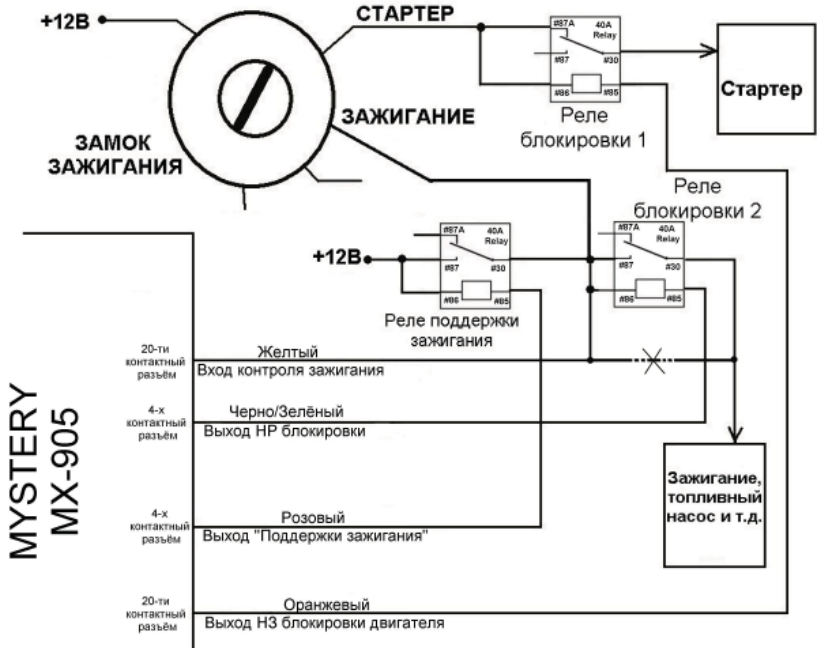 +12В
СТАРТЕР
ЗАЖИГАНИЕ
ЗАМОК
ЗАЖИГАНИЯ
#87A
40A
Relay
#87
#30
#86
#85
Реле
блокировки 1
Стартер
Реле
блокировки 2
#87A
40A
Relay
#87
#30
#86
#85
+12В
#87A
40A
Relay
#87
#30
#86
#85
Реле поддержки
зажигания
MYSTERY
MX-905
20-ти
контактный
разъём
Желтый
Вход контроля зажигания
4-х
контактный
разъём
Черно/Зелёный
Выход НР блокировки
4-х
контактный
разъём
Розовый
Выход "Поддержки зажигания"
20-ти
контактный
разъём
Оранжевый
Выход НЗ блокировки двигателя
Зажигание,
топливный
насос и т.д.